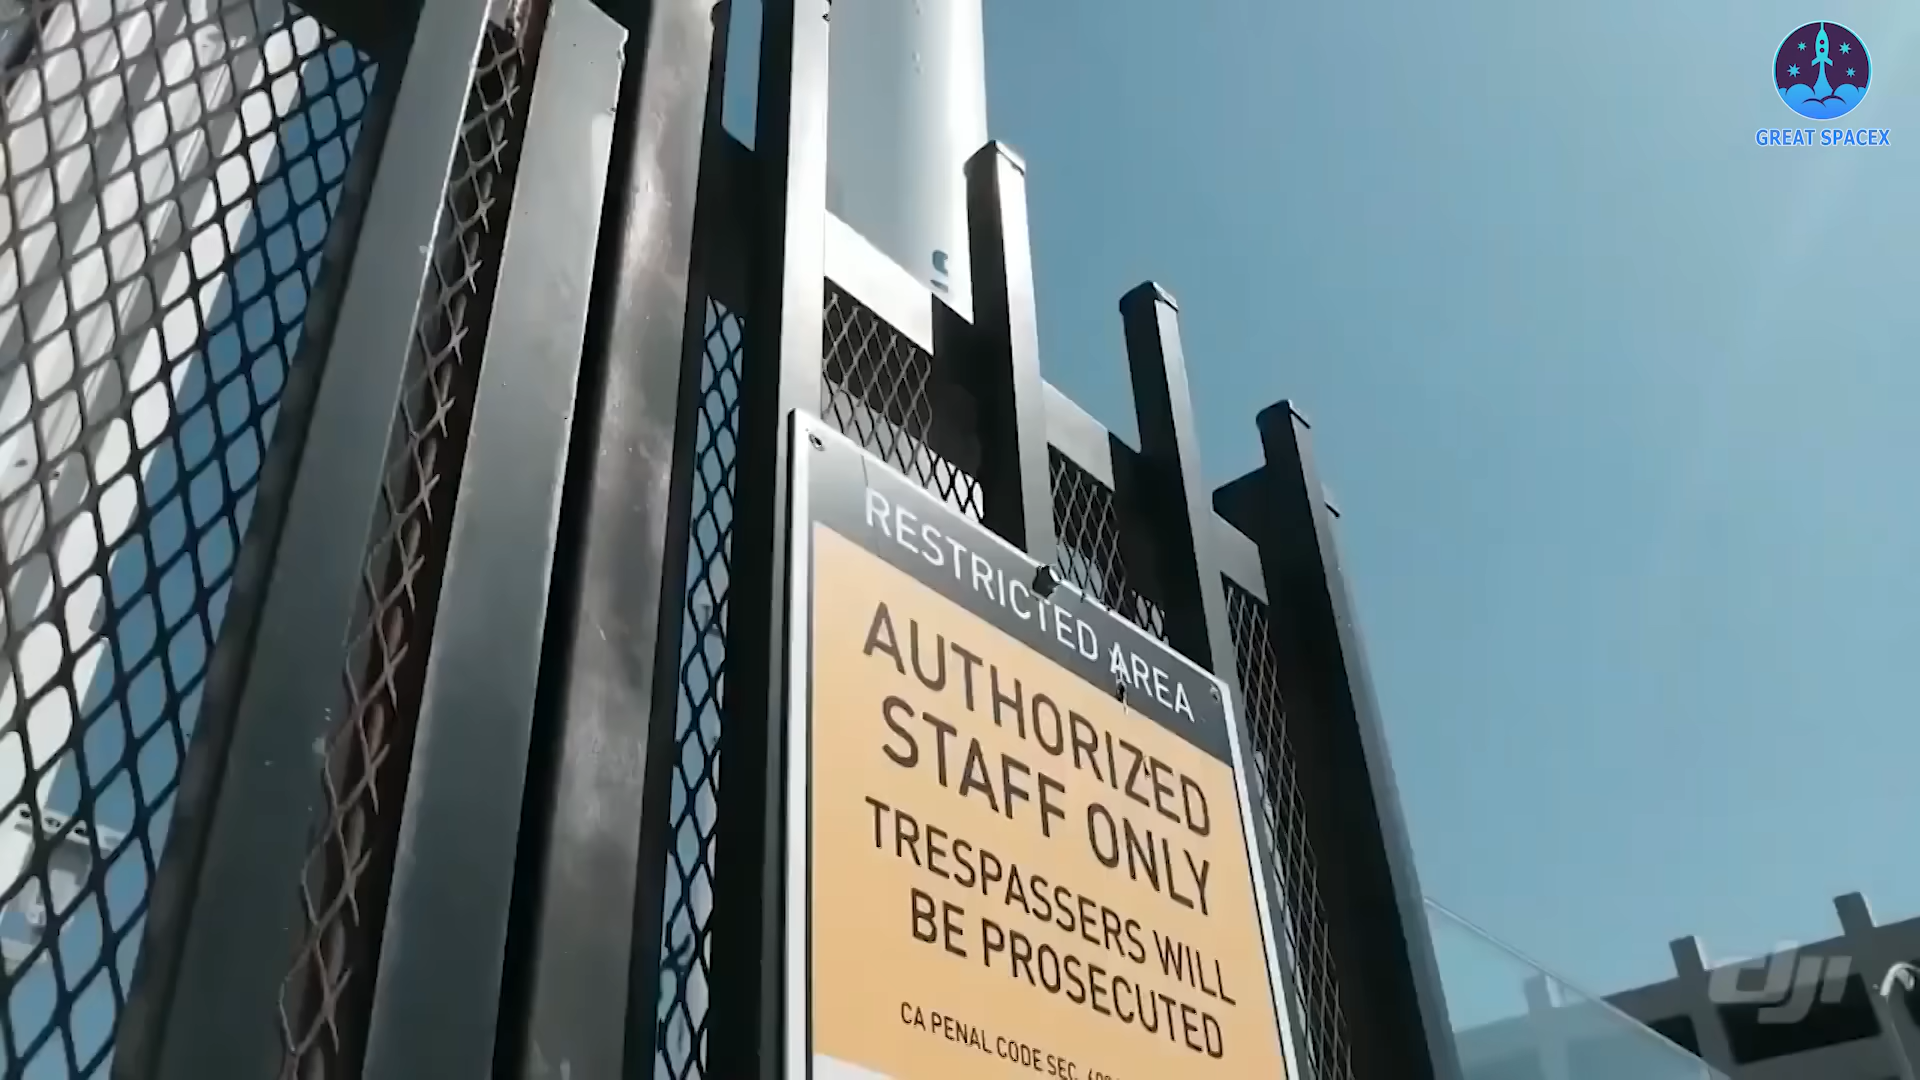 GREAT SPACEX
RESTRICTED AREA
AUTHORIZED
STAFF ONLY
TRESPASSERS WILL
BE PROSECUTED
CA PENAL CODE SEC.
dji